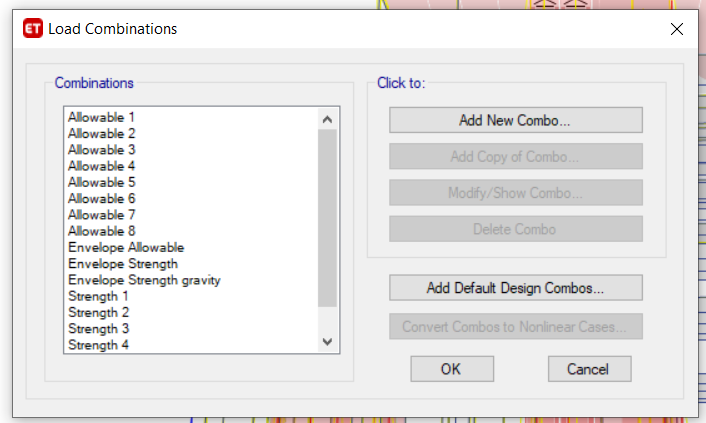 ET Load Combinations
Combinations
Allowable 1
Allowable 2
Allowable 3
Allowable 4
Allowable 5
Allowable 6
Allowable 7
Allowable 8
Envelope Allowable
Envelope Strength
Envelope Strength gravity
Strength 1
Strength 2
Strength 3
Strength 4
Click to:
Add New Combo...
Add Copy of Combo...
Modify/Show Combo...
Delete Combo
Add Default Design Combos...
Convert Combos to Nonlinear Cases...
OK
Cancel